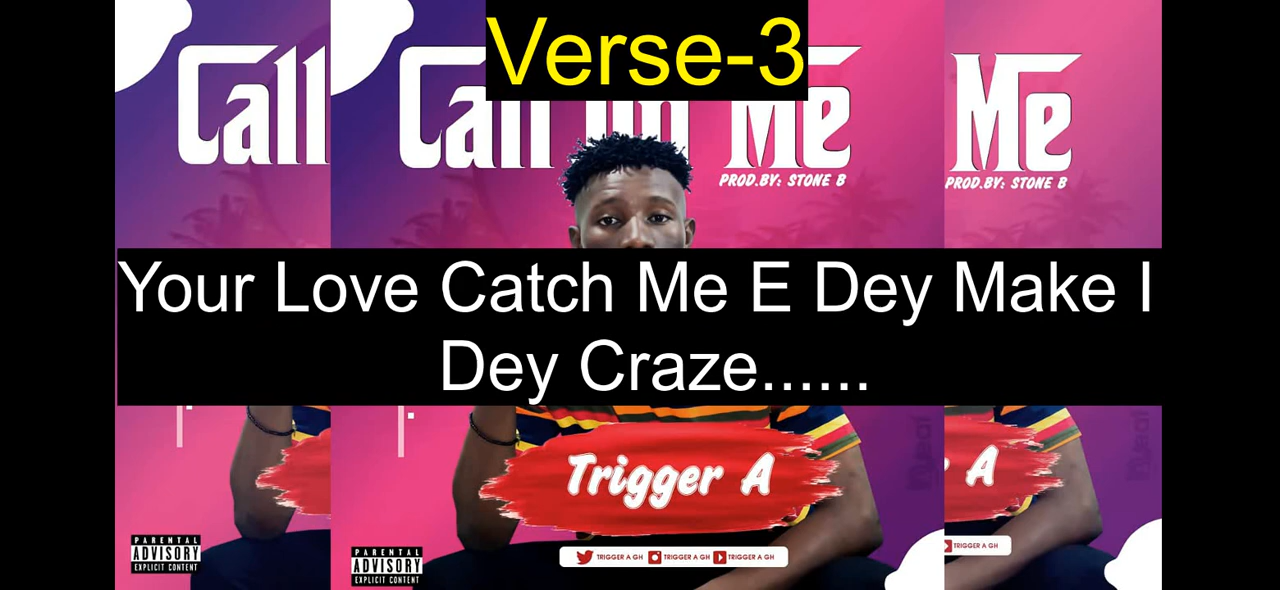 Verse-3
Call
Call On Me
Me
PROD.BY: STONE B
PROD.BY: STONE B
Your Love Catch Me E Dey Make I
Dey Craze......
Trigger A
A
PARENTAL
ADVISORY
EXPLICIT CONTENT
PARENTAL
ADVISORY
EXPLICIT CONTENT
TRIGGER A GH TRIGGER A GH TRIGGER A GH
TRIGGER A GH